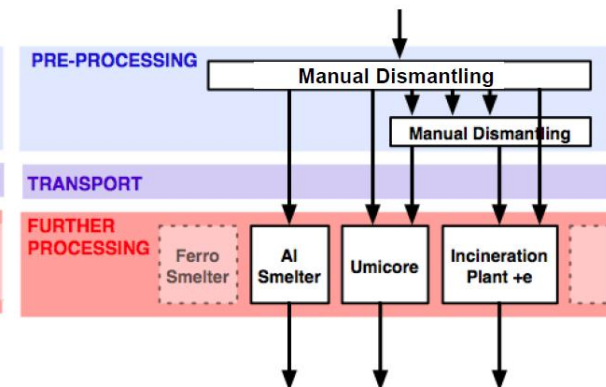 PRE-PROCESSING
Manual Dismantling
Manual Dismantling
TRANSPORT
FURTHER
PROCESSING
Ferro
Smelter
Al
Smelter
Umicore
Incineration
Plant +e